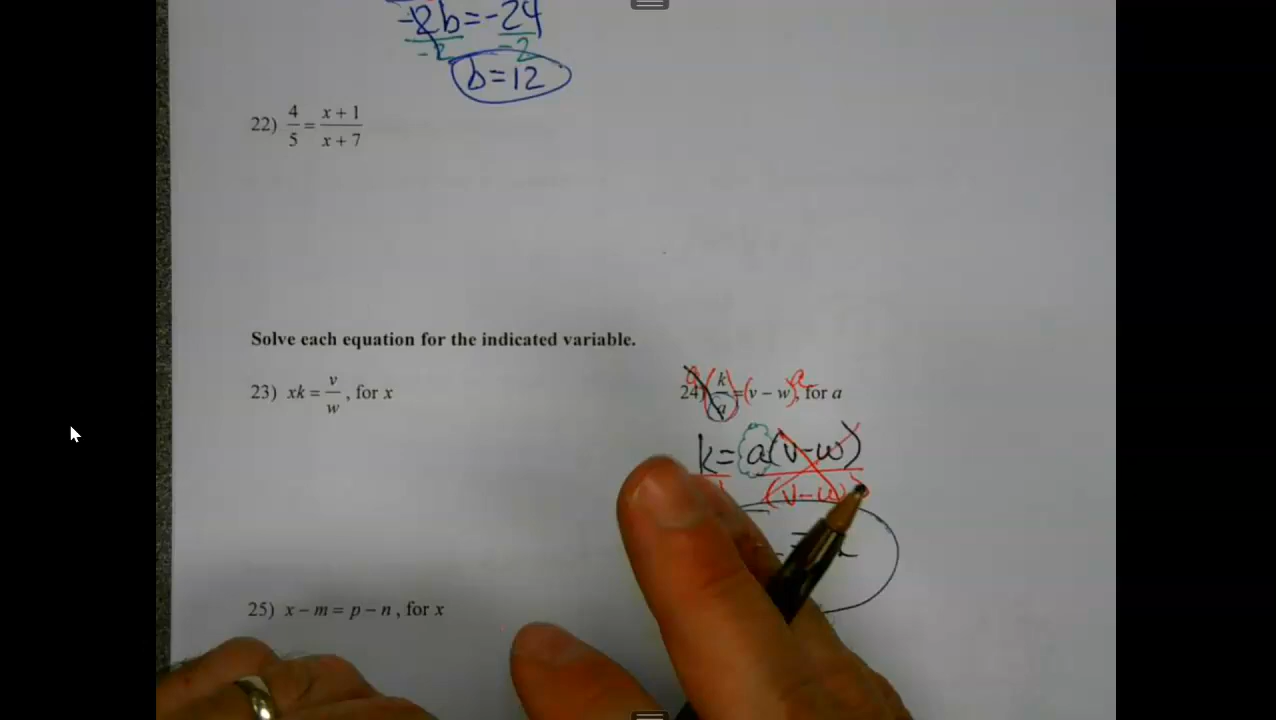 -2b = -24
-2 -2
b = 12
22) 4/5 = x + 1/x + 7
Solve each equation for the indicated variable.
23) xk = v/w , for x
24) a(k/a) = (v − w)a, for a
k = a(v-w)
(v-w)
25) x − m = p − n , for x